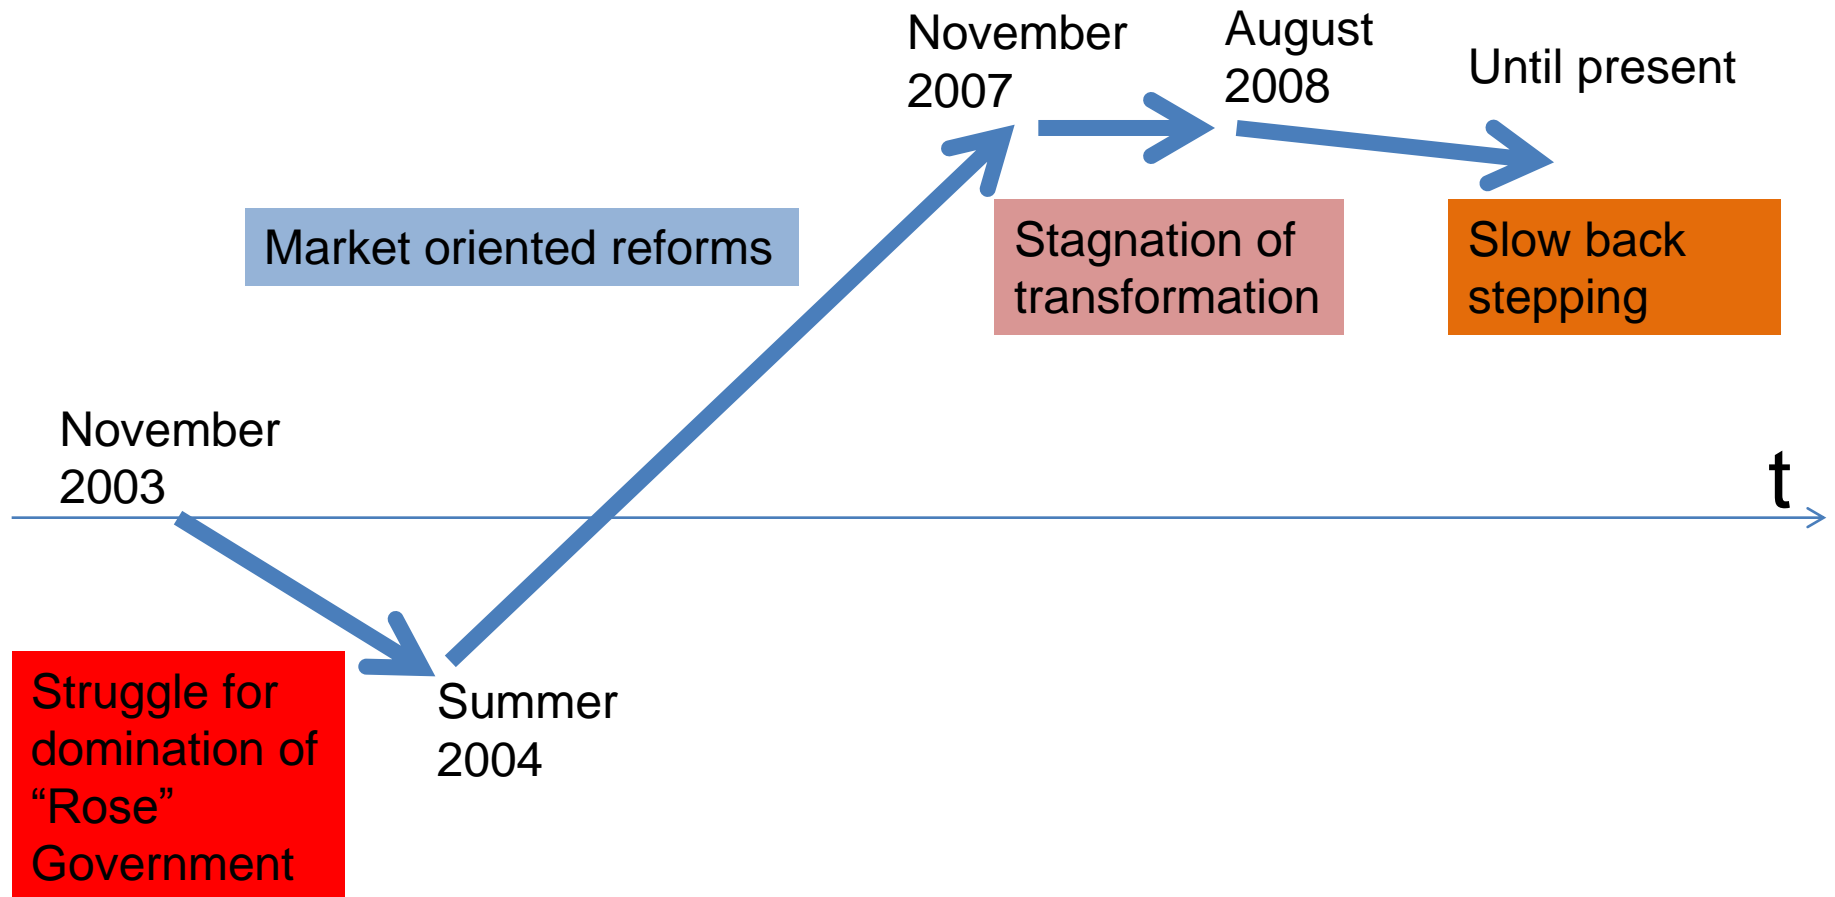 November
2007
August
2008
Until present
Market oriented reforms
Stagnation of
transformation
Slow back
stepping
November
2003
t
Struggle for
domination of
“Rose”
Government
Summer
2004